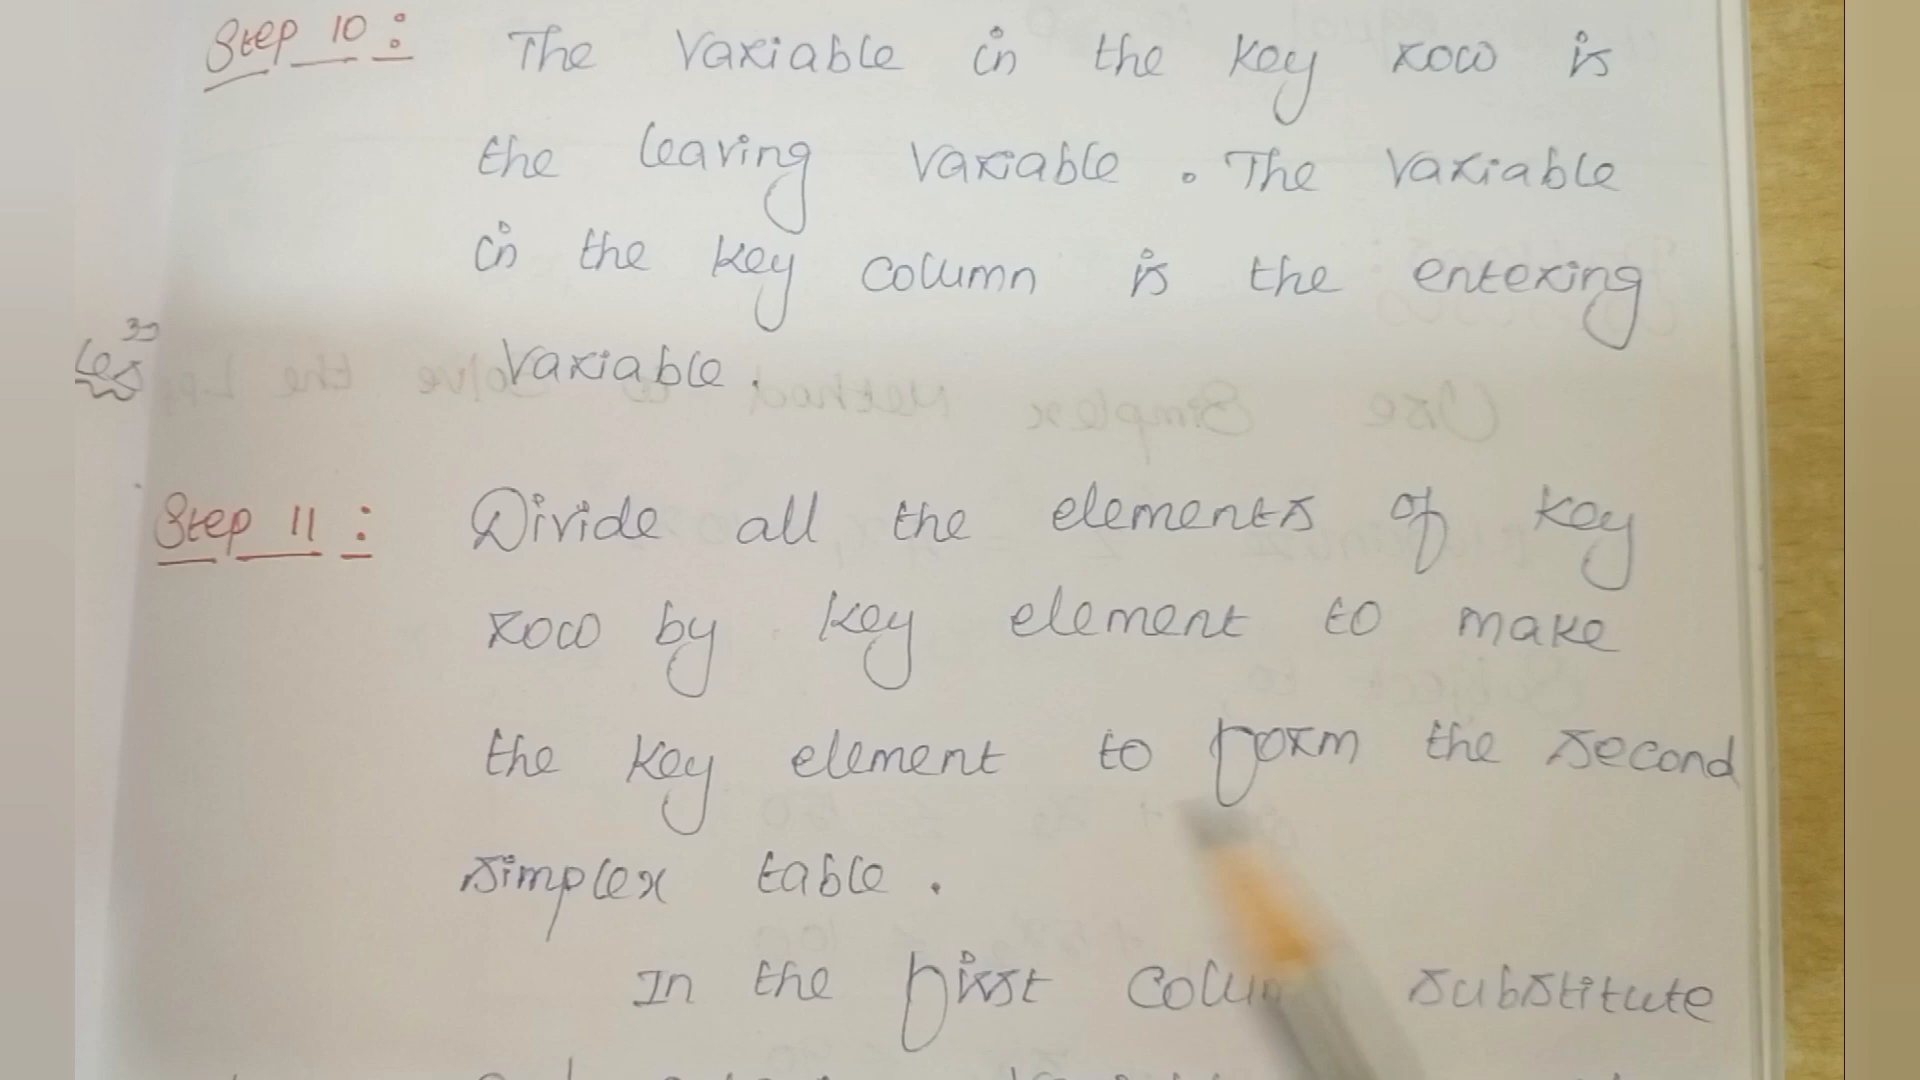 Step 10 : The variable in the key row is
the leaving variable . The variable
in the key column is the entering
variable .
Step 11 : Divide all the elements of key
row by key element to make
the key element to form the second
simplex table .
In the first substitute